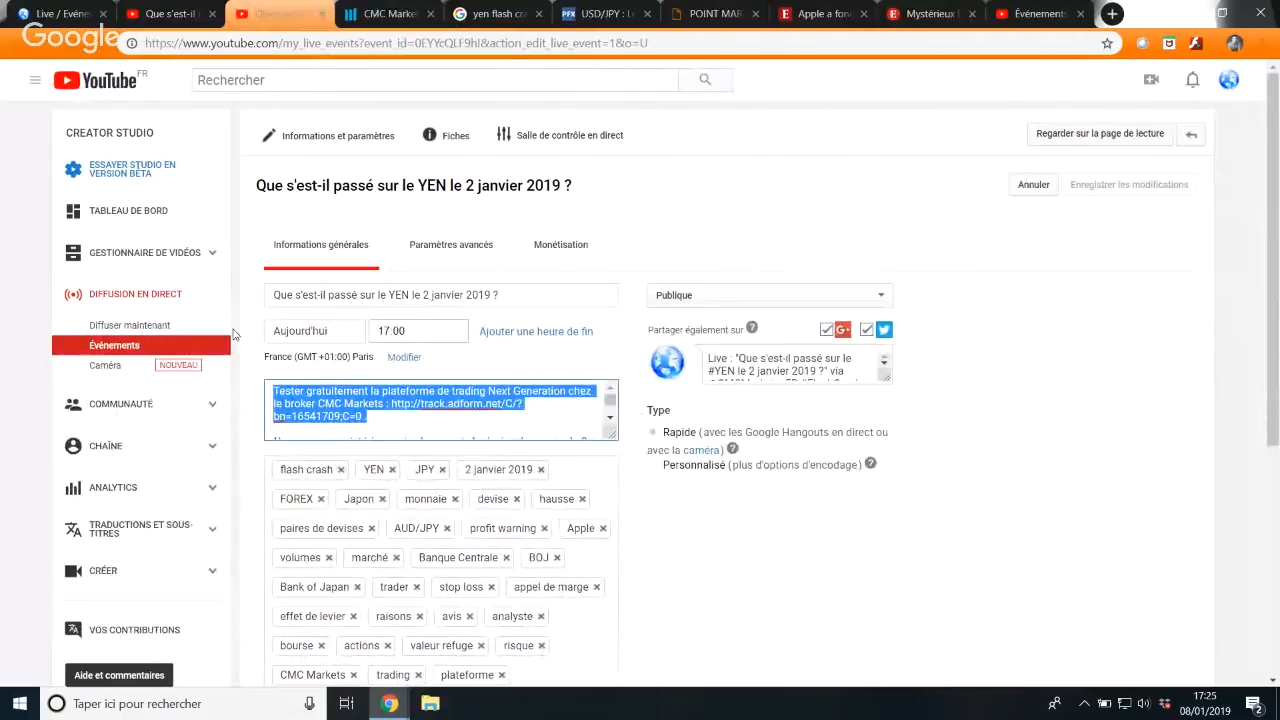 Live / Évén
CMC Market
yen flash cra
USD/JPY : Le
POINT MAR
Apple a fon
Mystérieux
Événements
Google
https://www.youtube.com/my_live_events?event_id=0EYYcQLF9hI&action_edit_live_event=1&o=U
YouTube FR
Rechercher
CREATOR STUDIO
Informations et paramètres
Fiches
Salle de contrôle en direct
Regarder sur la page de lecture
ESSAYER STUDIO EN
VERSION BÊTA
Que s'est-il passé sur le YEN le 2 janvier 2019 ?
Annuler
Enregistrer les modifications
TABLEAU DE BORD
GESTIONNAIRE DE VIDÉOS
Informations générales
Paramètres avancés
Monétisation
DIFFUSION EN DIRECT
Diffuser maintenant
Événements
Caméra
NOUVEAU
Que s'est-il passé sur le YEN le 2 janvier 2019 ?
Publique
Aujourd'hui
17:00
Ajouter une heure de fin
Partager également sur ?
France (GMT +01:00) Paris
Modifier
Live : "Que s'est-il passé sur le
#YEN le 2 janvier 2019 ?" via
Tester gratuitement la plateforme de trading Next Generation chez
le broker CMC Markets : http://track.adform.net/C/?
bn=16541709;C=0
COMMUNAUTÉ
Type
Rapide (avec les Google Hangouts en direct ou
avec la caméra) ?
Personnalisé (plus d'options d'encodage) ?
CHAÎNE
flash crash
YEN
JPY
2 janvier 2019
ANALYTICS
FOREX
Japon
monnaie
devise
hausse
TRADUCTIONS ET SOUS-
TITRES
paires de devises
AUD/JPY
profit warning
Apple
volumes
marché
Banque Centrale
BOJ
CRÉER
Bank of Japan
trader
stop loss
appel de marge
effet de levier
raisons
avis
analyste
VOS CONTRIBUTIONS
bourse
actions
valeur refuge
risque
Aide et commentaires
CMC Markets
trading
plateforme
Taper ici pour rechercher
17:25
08/01/2019